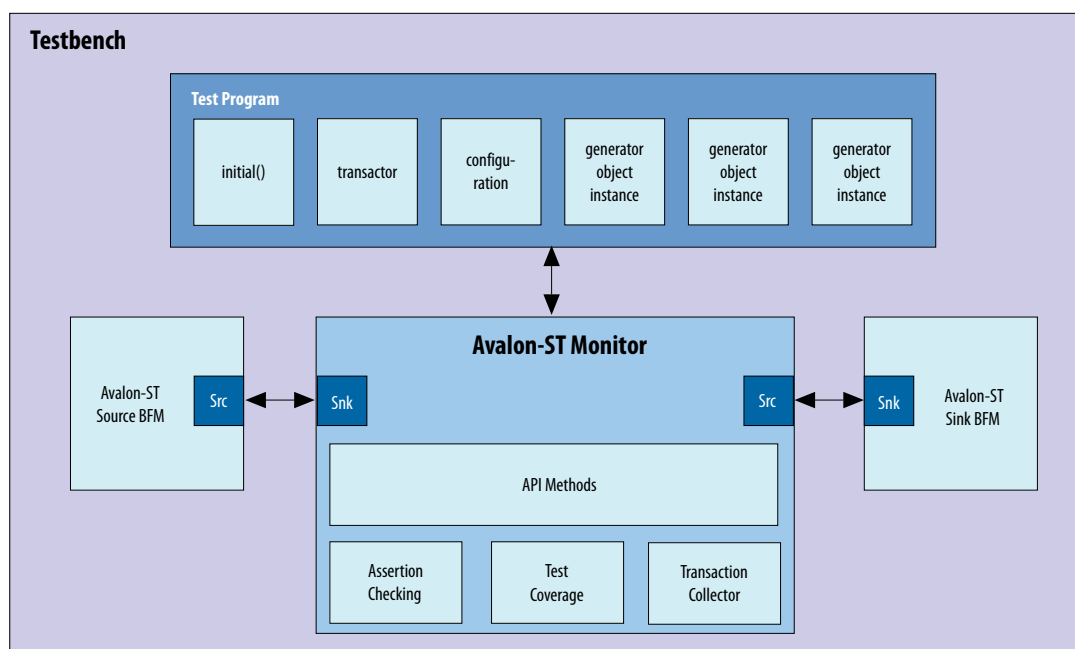 Testbench
Test Program
initial()
transactor
configu-
ration
generator
object
instance
generator
object
instance
generator
object
instance
Avalon-ST Monitor
Avalon-ST
Source BFM
Src
Snk
Src
Snk
Avalon-ST
Sink BFM
API Methods
Assertion
Checking
Test
Coverage
Transaction
Collector